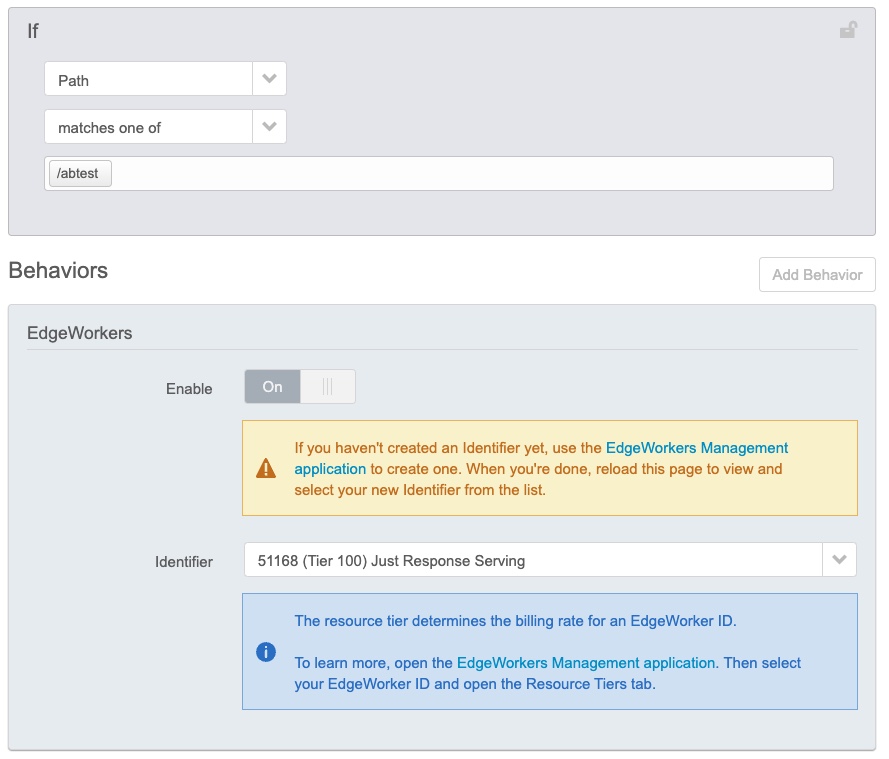 If
Path
matches one of
/abtest
Behaviors
Add Behavior
EdgeWorkers
Enable
On
If you haven't created an Identifier yet, use the EdgeWorkers Management
application to create one. When you're done, reload this page to view and
select your new Identifier from the list.
Identifier
51168 (Tier 100) Just Response Serving
The resource tier determines the billing rate for an EdgeWorker ID.
To learn more, open the EdgeWorkers Management application. Then select
your EdgeWorker ID and open the Resource Tiers tab.